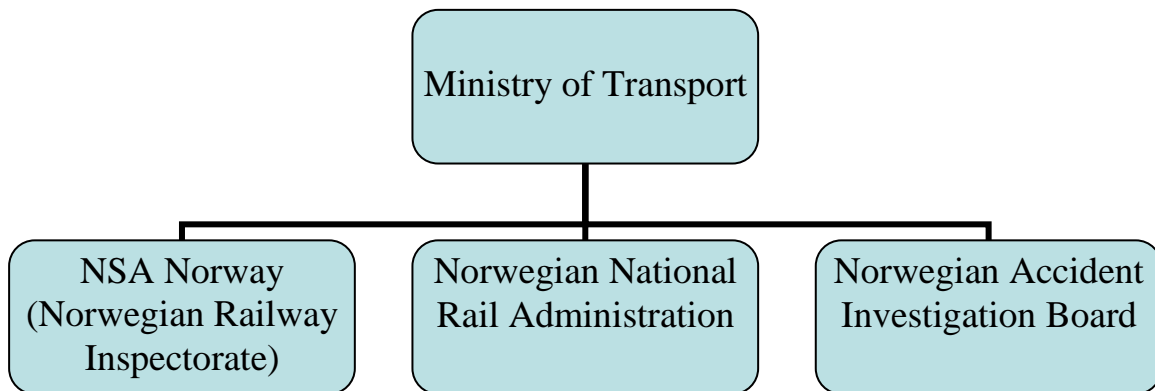 Ministry of Transport
NSA Norway
(Norwegian Railway
Inspectorate)
Norwegian National
Rail Administration
Norwegian Accident
Investigation Board